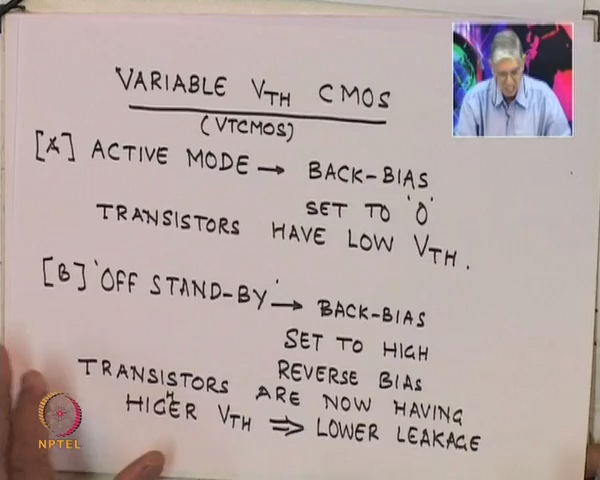 VARIABLE VTH CMOS
(VTCMOS)
[A] ACTIVE MODE → BACK-BIAS
SET TO '0'
TRANSISTORS HAVE LOW VTH.
[B] 'OFF STAND-BY' → BACK-BIAS
SET TO HIGH
REVERSE BIAS
TRANSISTORS ARE NOW HAVING
HIGHER VTH ⇒ LOWER LEAKAGE
NPTEL